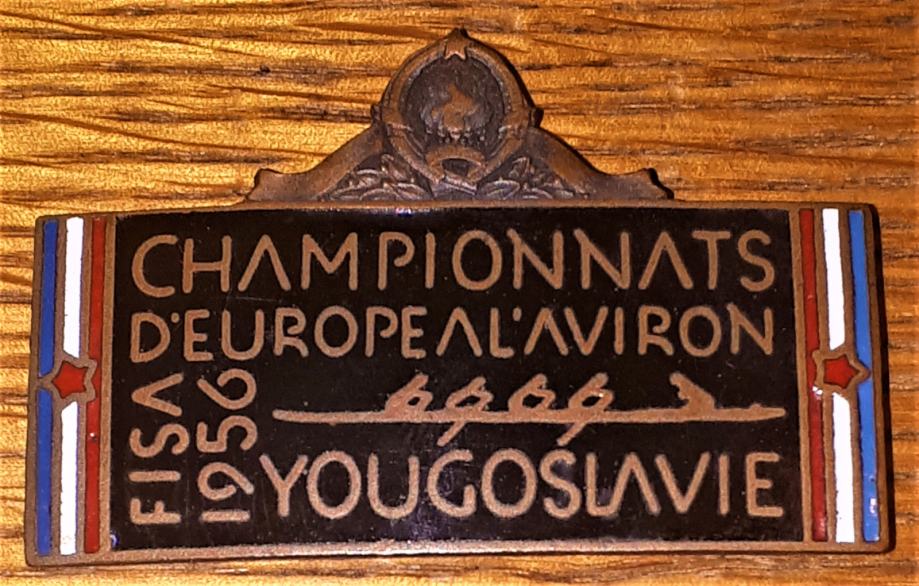 CHAMPIONNATS
D'EUROPE A L'AVIRON
FISA
1956
YOUGOSLAVIE